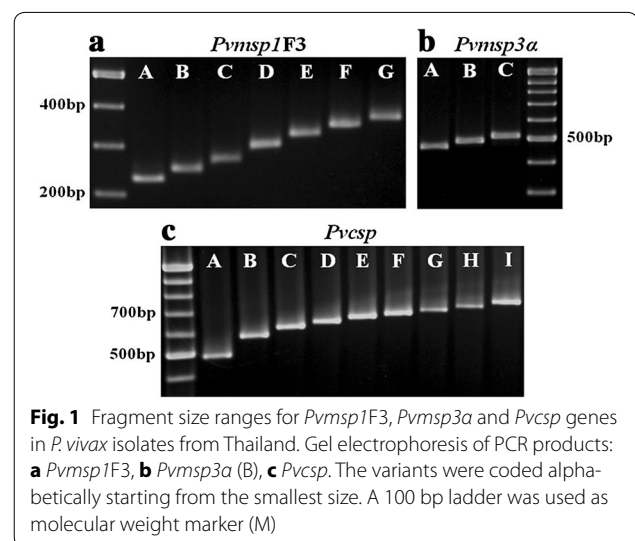 a Pvmsp1F3 b Pvmsp3α
A B C D E F G
A B C
400bp
200bp
500bp
c Pvcsp
A B C D E F G H I
700bp
500bp
Fig. 1 Fragment size ranges for Pvmsp1F3, Pvmsp3α and Pvcsp genes
in P. vivax isolates from Thailand. Gel electrophoresis of PCR products:
a Pvmsp1F3, b Pvmsp3α (B), c Pvcsp. The variants were coded alpha-
betically starting from the smallest size. A 100 bp ladder was used as
molecular weight marker (M)